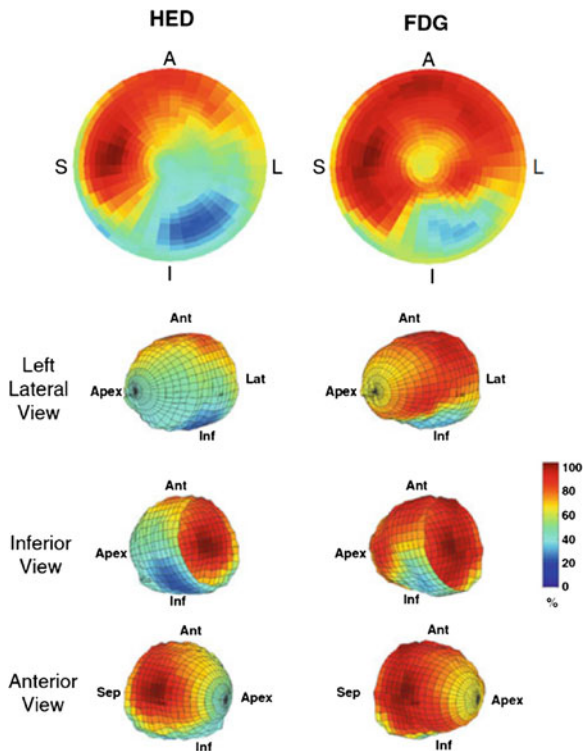 HED
FDG
A
A
S
L
S
L
I
I
Left
Lateral
View
Ant
Apex
Lat
Inf
Ant
Apex
Lat
Inf
Inferior
View
Ant
Apex
Inf
Ant
Apex
Inf
100
80
60
40
20
0
%
Anterior
View
Ant
Sep
Apex
Inf
Ant
Sep
Apex
Inf